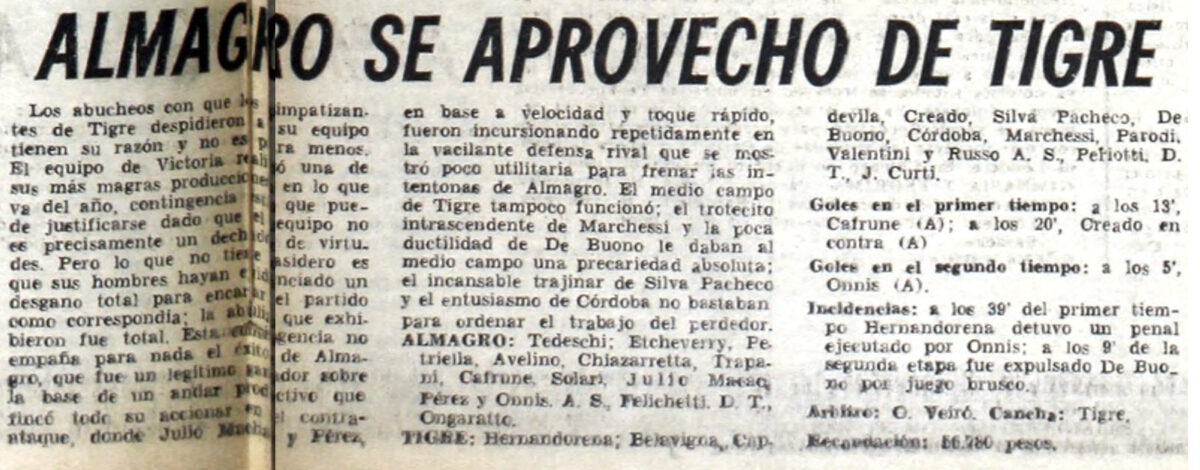 ALMAGRO SE APROVECHO DE TIGRE
Los abucheos con que los simpatizan-
tes de Tigre despidieron a su equipo
tienen su razón y no es para menos.
El equipo de Victoria realizó una de
sus más magras producciones en lo que
va del año, contingencia que pue-
de justificarse dado que el equipo no
es precisamente un dechado de virtu-
des. Pero lo que no tiene asidero es
que sus hombres hayan evidenciado un
desgano total para encarar el partido
como correspondía; la abulia que exhi-
bieron fue total. Esta no
empaña para nada el éxito de Alma-
gro, que fue un legítimo ganador sobre
la base de un andar productivo que
fincó todo su accionar en el contra-
ataque, donde Julio y Pérez,
en base a velocidad y toque rápido,
fueron incursionando repetidamente en
la vacilante defensa rival que se mos-
tró poco utilitaria para frenar las in-
tentonas de Almagro. El medio campo
de Tigre tampoco funcionó; el trotecito
intrascendente de Marchessi y la poca
ductilidad de De Buono le daban al
medio campo una precariedad absoluta;
el incansable trajinar de Silva Pacheco
y el entusiasmo de Córdoba no bastaban
para ordenar el trabajo del perdedor.
ALMAGRO: Tedeschi; Etcheverry, Pe-
triella, Avelino, Chiazarretta, Trapa-
ni, Cafrune, Solari, Julio
Pérez y Onnis. A. S., Felichetti. D. T.,
Ongaratto.
TIGRE: Hernandorena; Belavigna, Cap-
devila, Creado, Silva Pacheco, De
Buono, Córdoba, Marchessi, Parodi,
Valentini y Russo A. S., Peliotti. D.
T., J. Curti.
Goles en el primer tiempo: a los 13',
Cafrune (A); a los 20', Creado en
contra (A)
Goles en el segundo tiempo: a los 5',
Onnis (A).
Incidencias: a los 39' del primer tiem-
po Hernandorena detuvo un penal
ejecutado por Onnis; a los 9' de la
segunda etapa fue expulsado De Buo-
no por juego brusco.
Arbitro: O. Veiró. Cancha: Tigre.
Recaudación: 56.780 pesos.